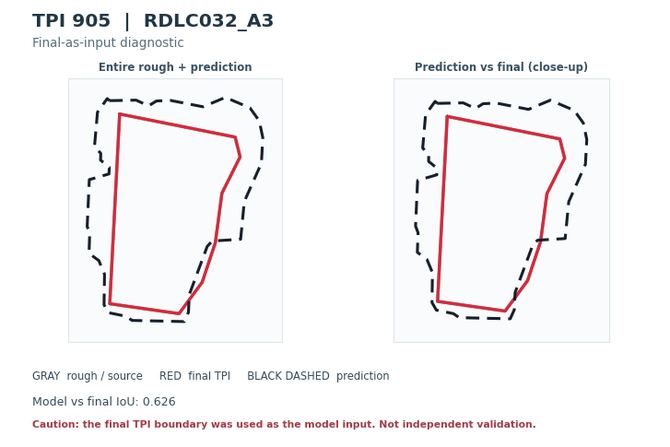 TPI 905 | RDLC032_A3
Final-as-input diagnostic
Entire rough + prediction
Prediction vs final (close-up)
GRAY rough / source RED final TPI BLACK DASHED prediction
Model vs final IoU: 0.626
Caution: the final TPI boundary was used as the model input. Not independent validation.